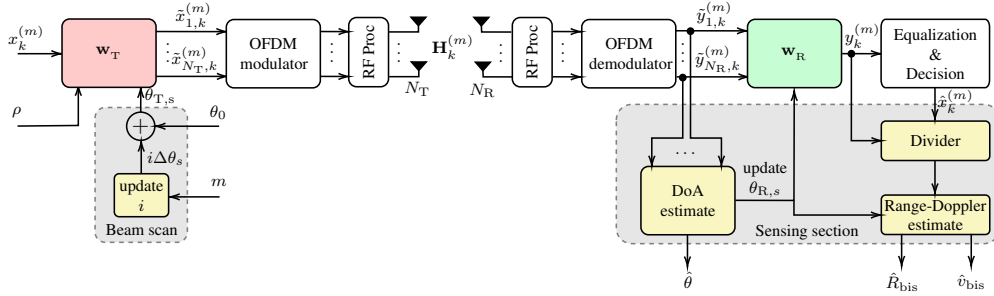 x_k^{(m)}
w_T
x̃_{1,k}^{(m)}
⋮
x̃_{N_T,k}^{(m)}
OFDM
modulator
RF Proc
N_T
H_k^{(m)}
N_R
RF Proc
OFDM
demodulator
ỹ_{1,k}^{(m)}
ỹ_{N_R,k}^{(m)}
w_R
y_k^{(m)}
Equalization
&
Decision
x̂_k^{(m)}
ρ
θ_{T,s}
+
θ_0
iΔθ_s
update
i
m
Beam scan
...
DoA
estimate
update
θ_{R,s}
Divider
Range-Doppler
estimate
Sensing section
θ̂
R̂_bis
v̂_bis